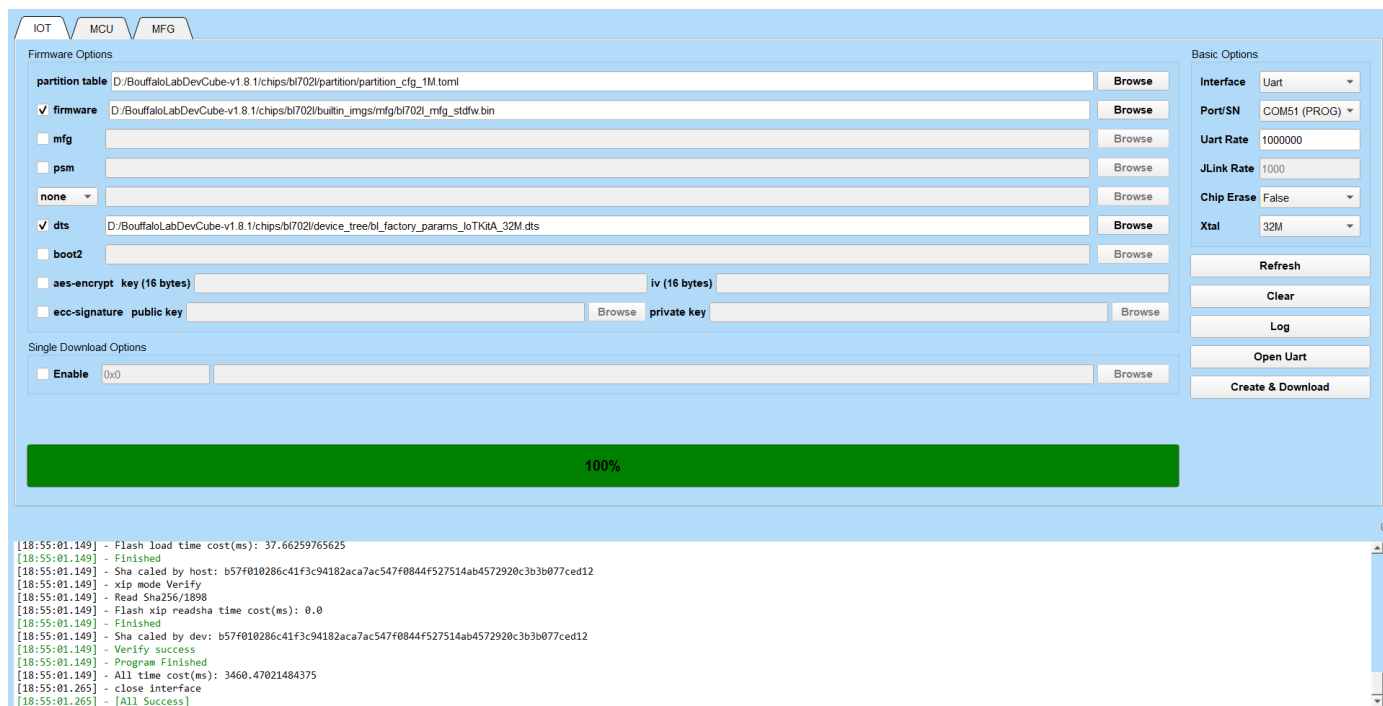 IOT MCU MFG
Firmware Options
partition table D:/BouffaloLabDevCube-v1.8.1/chips/bl702l/partition/partition_cfg_1M.toml Browse
firmware D:/BouffaloLabDevCube-v1.8.1/chips/bl702l/builtin_imgs/mfg/bl702l_mfg_stdfw.bin Browse
mfg Browse
psm Browse
none Browse
dts D:/BouffaloLabDevCube-v1.8.1/chips/bl702l/device_tree/bl_factory_params_IoTKitA_32M.dts Browse
boot2 Browse
aes-encrypt key (16 bytes) iv (16 bytes)
ecc-signature public key Browse private key Browse
Single Download Options
Enable 0x0 Browse
100%
Basic Options
Interface Uart
Port/SN COM51 (PROG)
Uart Rate 1000000
JLink Rate 1000
Chip Erase False
Xtal 32M
Refresh
Clear
Log
Open Uart
Create & Download
[18:55:01.149] - Flash load time cost(ms): 37.66259765625
[18:55:01.149] - Finished
[18:55:01.149] - Sha caled by host: b57f010286c41f3c94182aca7ac547f0844f527514ab4572920c3b3b077ced12
[18:55:01.149] - xip mode Verify
[18:55:01.149] - Read Sha256/1898
[18:55:01.149] - Flash xip readsha time cost(ms): 0.0
[18:55:01.149] - Finished
[18:55:01.149] - Sha caled by dev: b57f010286c41f3c94182aca7ac547f0844f527514ab4572920c3b3b077ced12
[18:55:01.149] - Verify success
[18:55:01.149] - Program Finished
[18:55:01.149] - All time cost(ms): 3460.47021484375
[18:55:01.265] - close interface
[18:55:01.265] - [All Success]